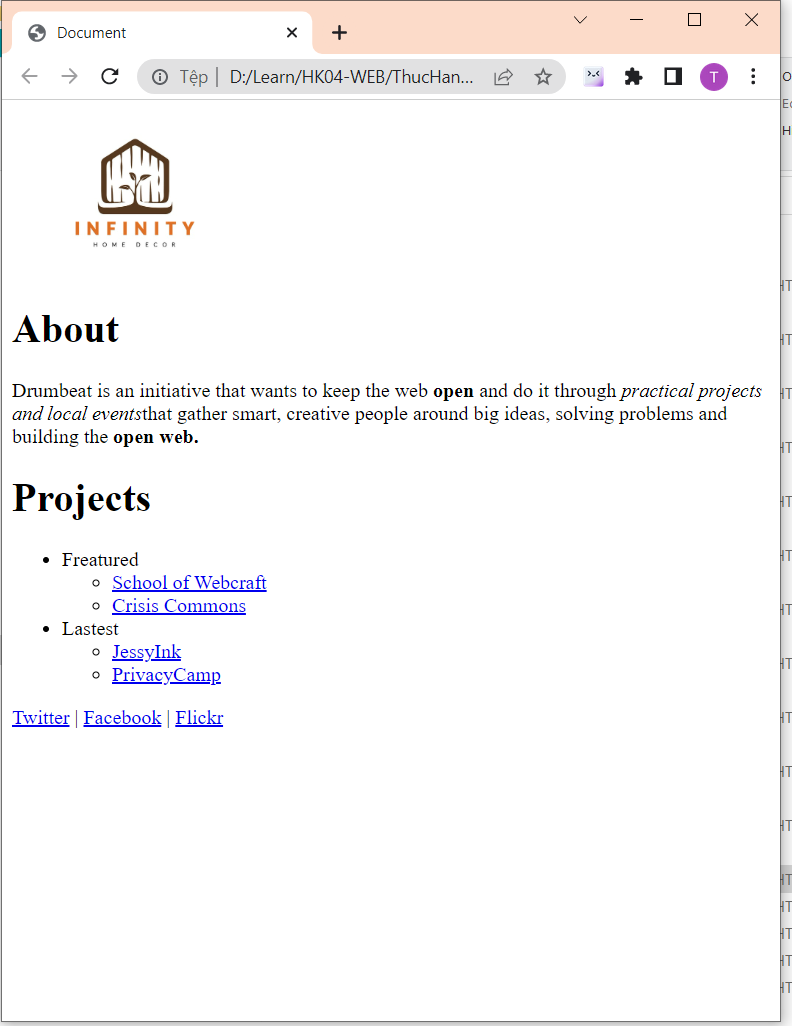 Document
Tệp | D:/Learn/HK04-WEB/ThucHan...
T
INFINITY
HOME DECOR
About
Drumbeat is an initiative that wants to keep the web open and do it through practical projects
and local eventsthat gather smart, creative people around big ideas, solving problems and
building the open web.
Projects
Freatured
School of Webcraft
Crisis Commons
Lastest
JessyInk
PrivacyCamp
Twitter | Facebook | Flickr